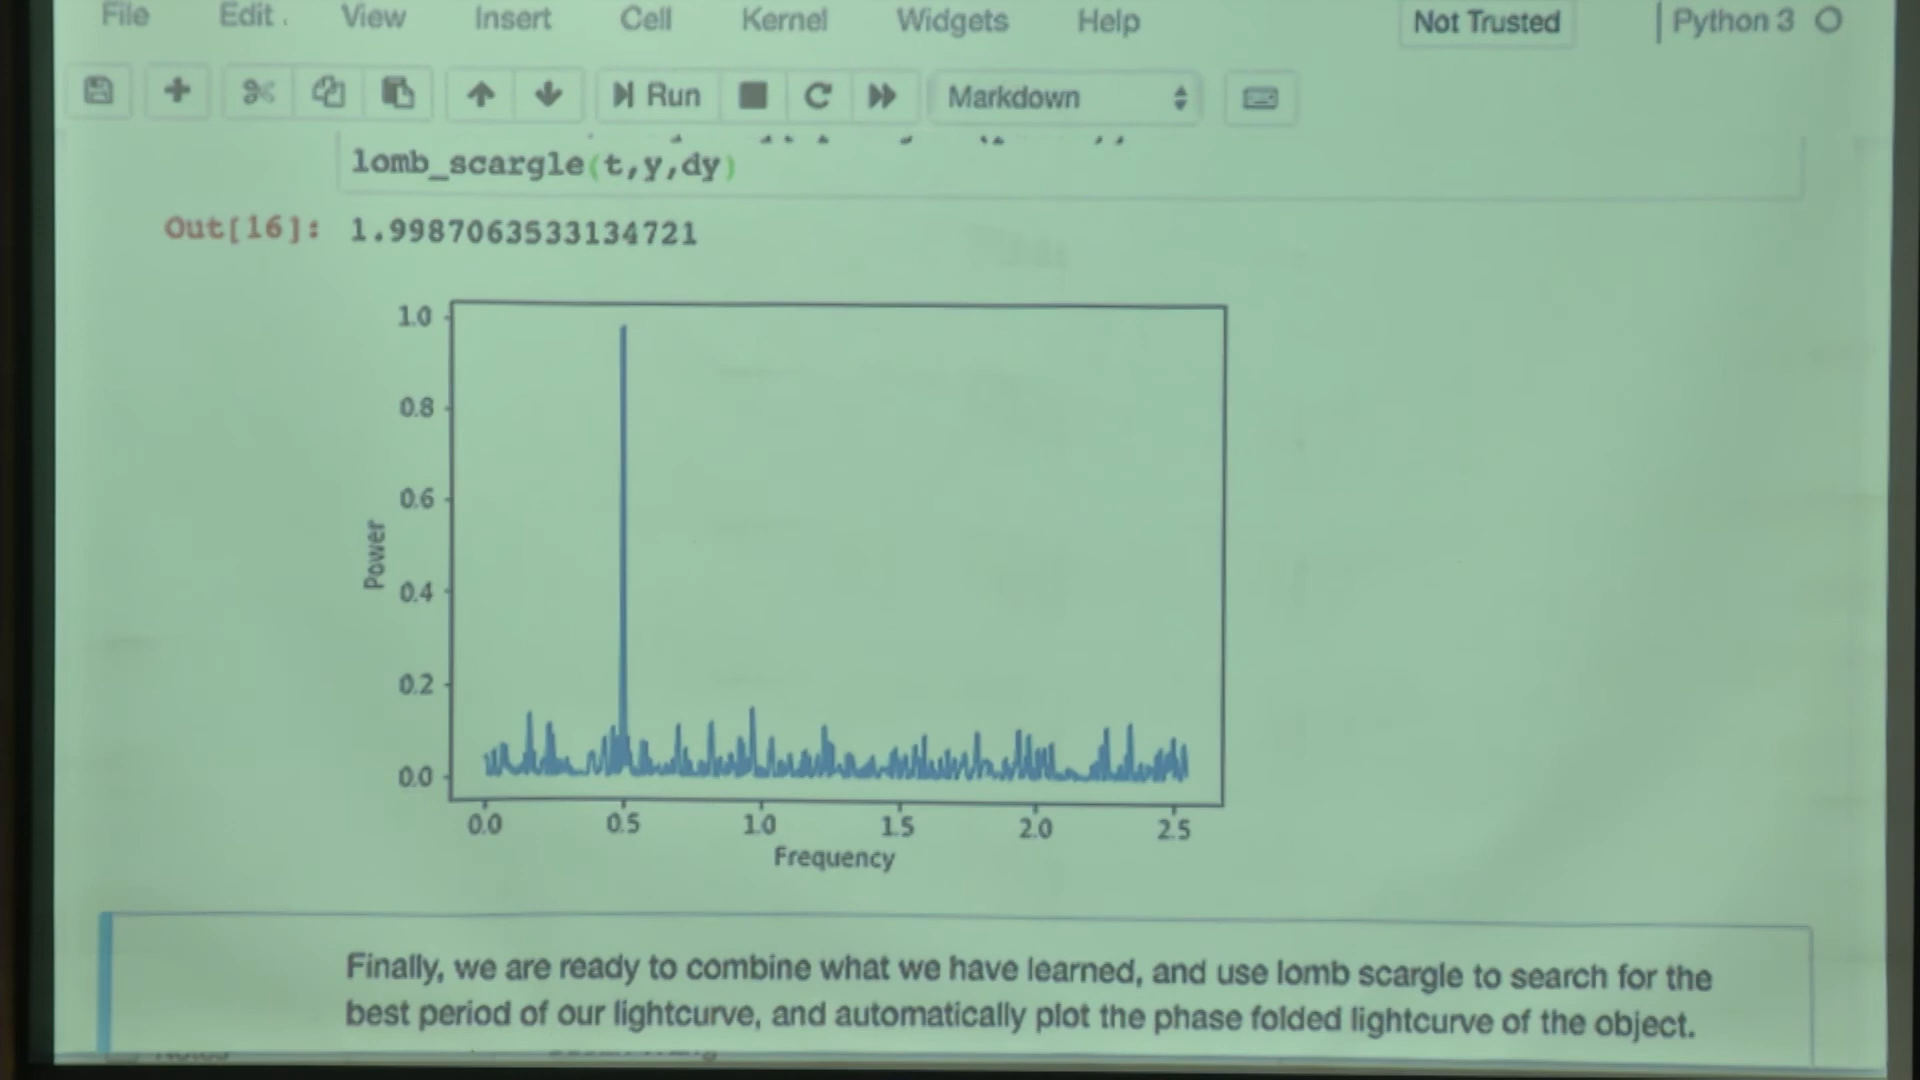 File Edit View Insert Cell Kernel Widgets Help Not Trusted Python 3
Run Markdown
lomb_scargle(t,y,dy)
Out[16]: 1.9987063533134721
1.0
0.8
0.6
0.4
0.2
0.0
Power
0.0 0.5 1.0 1.5 2.0 2.5
Frequency
Finally, we are ready to combine what we have learned, and use lomb scargle to search for the
best period of our lightcurve, and automatically plot the phase folded lightcurve of the object.